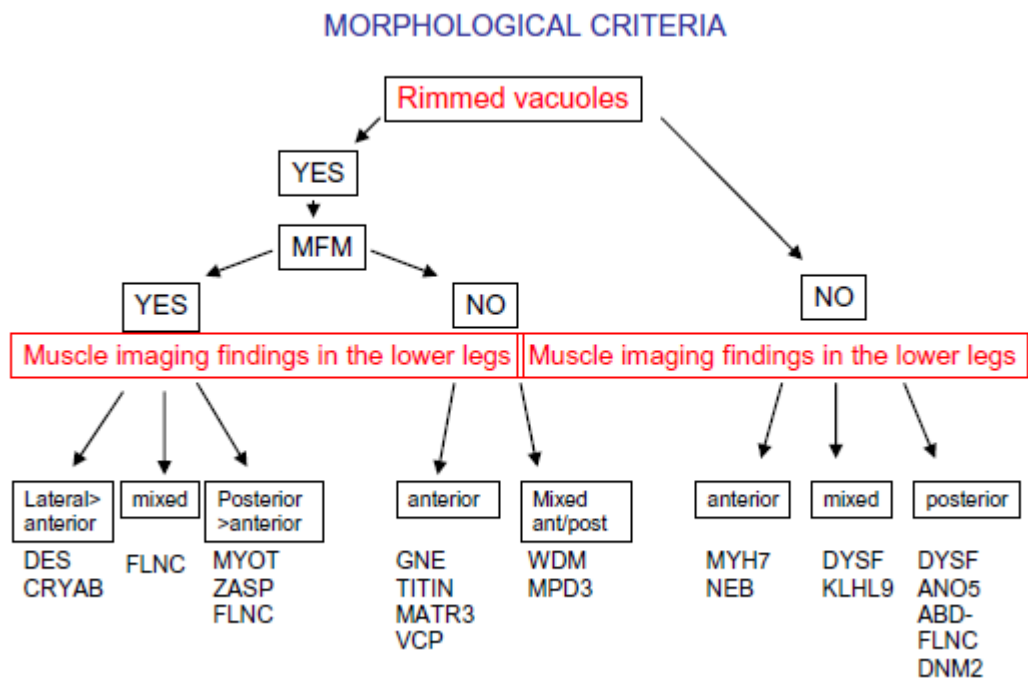 MORPHOLOGICAL CRITERIA
Rimmed vacuoles
YES
MFM
YES
NO
NO
Muscle imaging findings in the lower legs
Muscle imaging findings in the lower legs
Lateral>
anterior
DES
CRYAB
mixed
FLNC
Posterior
>anterior
MYOT
ZASP
FLNC
anterior
GNE
TITIN
MATR3
VCP
Mixed
ant/post
WDM
MPD3
anterior
MYH7
NEB
mixed
DYSF
KLHL9
posterior
DYSF
ANO5
ABD-
FLNC
DNM2